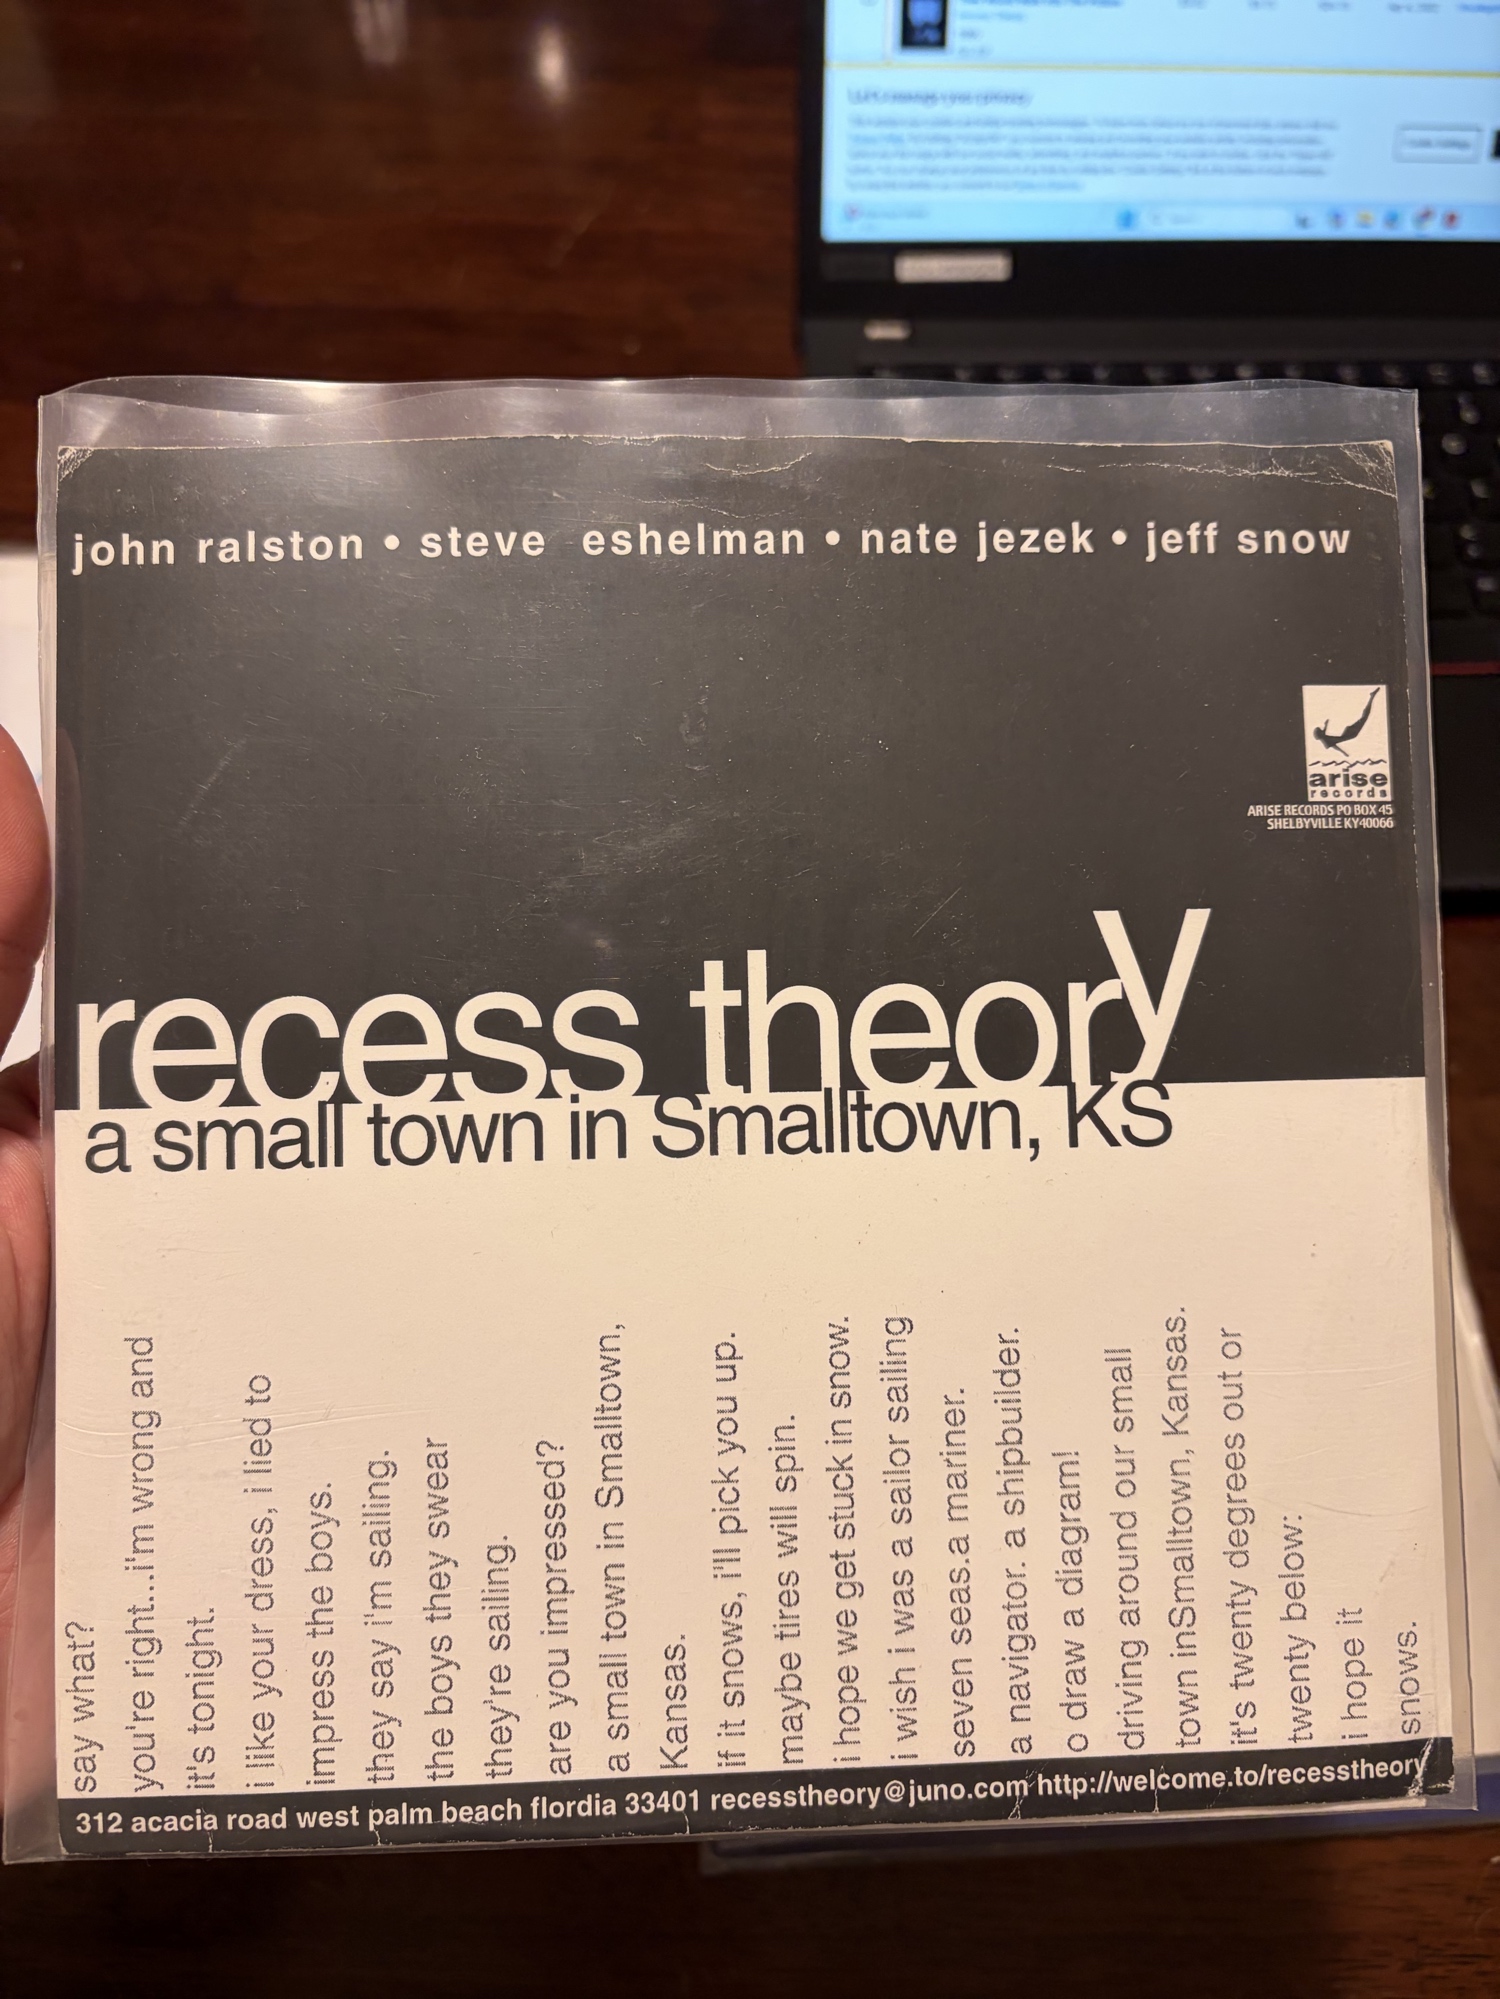 john ralston • steve eshelman • nate jezek • jeff snow
arise
records
ARISE RECORDS PO BOX 45
SHELBYVILLE KY 40066
recess theory
a small town in Smalltown, KS
say what?
you're right...i'm wrong and
it's tonight.
i like your dress, i lied to
impress the boys.
they say i'm sailing.
the boys they swear
they're sailing.
are you impressed?
a small town in Smalltown,
Kansas.
if it snows, i'll pick you up.
maybe tires will spin.
i hope we get stuck in snow.
i wish i was a sailor sailing
seven seas.a mariner.
a navigator. a shipbuilder.
o draw a diagram!
driving around our small
town inSmalltown, Kansas.
it's twenty degrees out or
twenty below:
i hope it
snows.
312 acacia road west palm beach flordia 33401 recesstheory@juno.com http://welcome.to/recesstheory